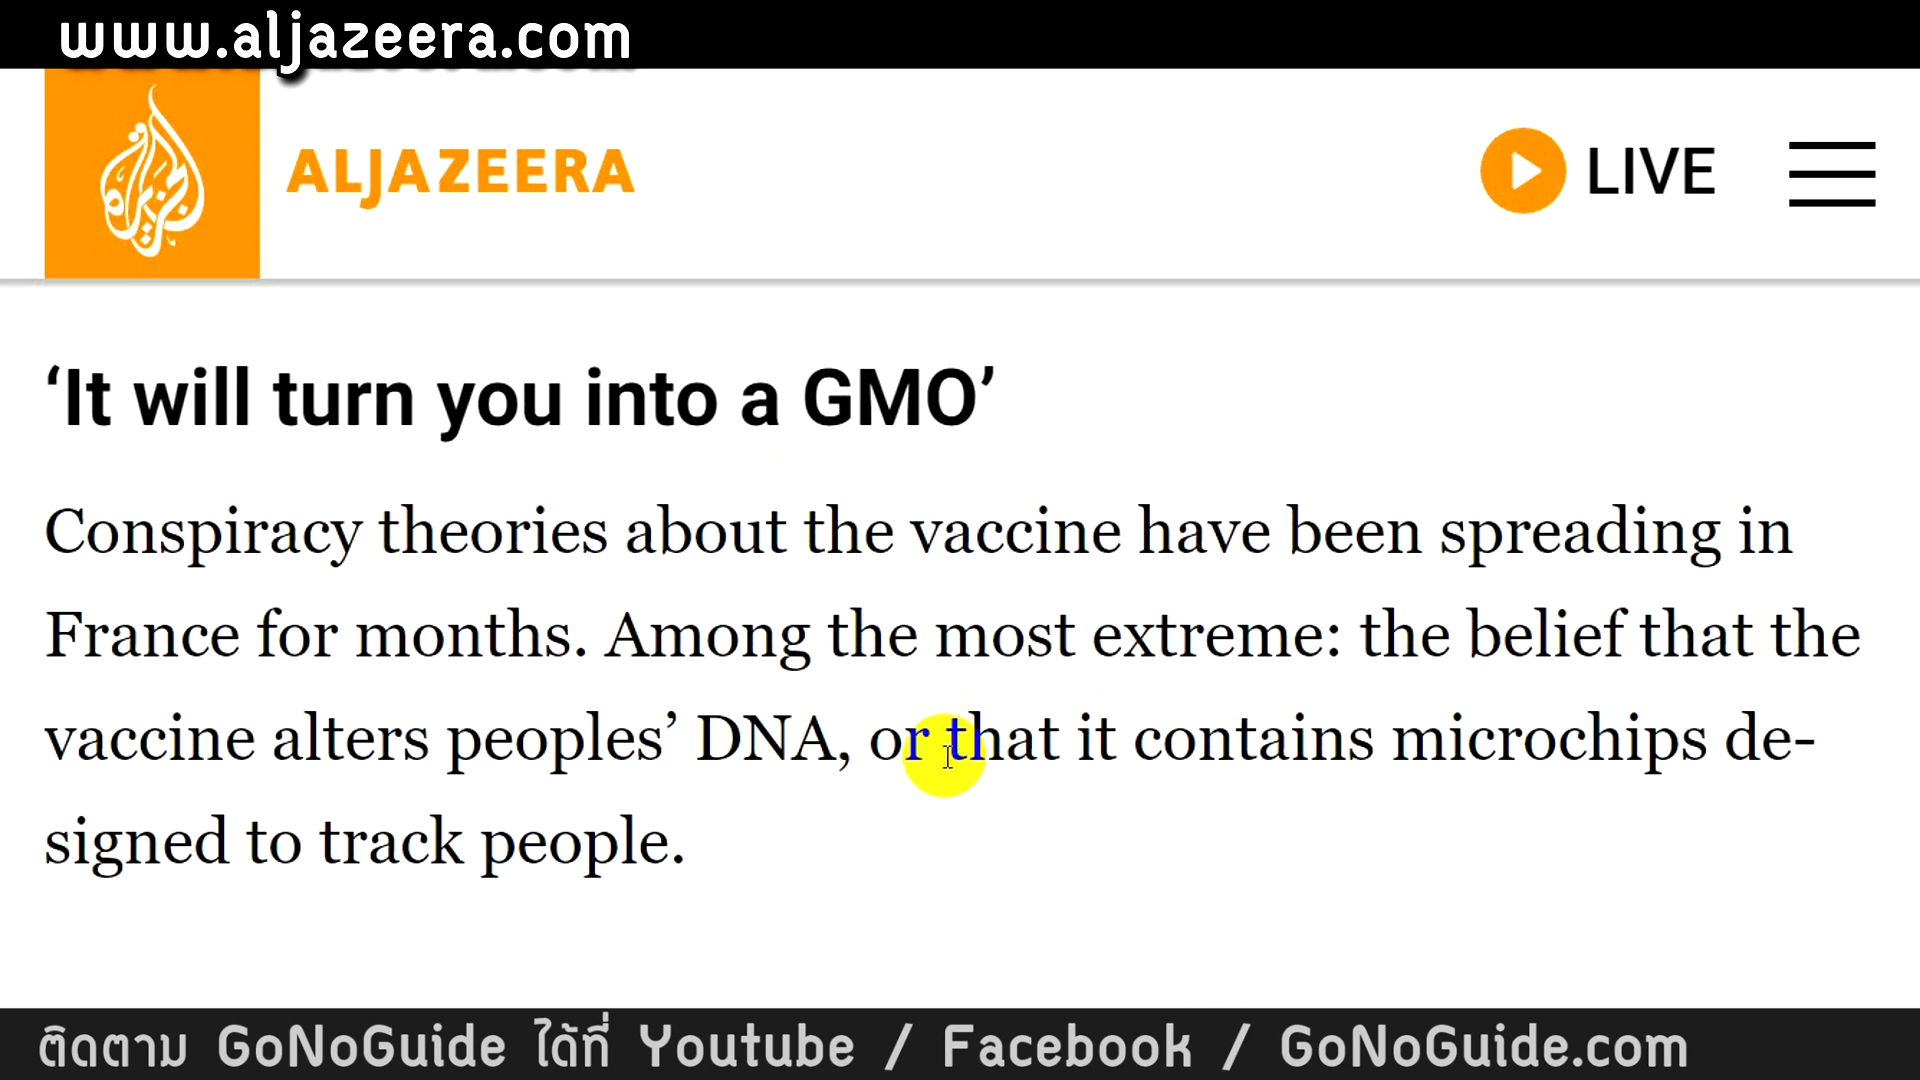 www.aljazeera.com
ALJAZEERA
LIVE
‘It will turn you into a GMO’
Conspiracy theories about the vaccine have been spreading in
France for months. Among the most extreme: the belief that the
vaccine alters peoples’ DNA, or that it contains microchips de-
signed to track people.
ติดตาม GoNoGuide ได้ที่ Youtube / Facebook / GoNoGuide.com